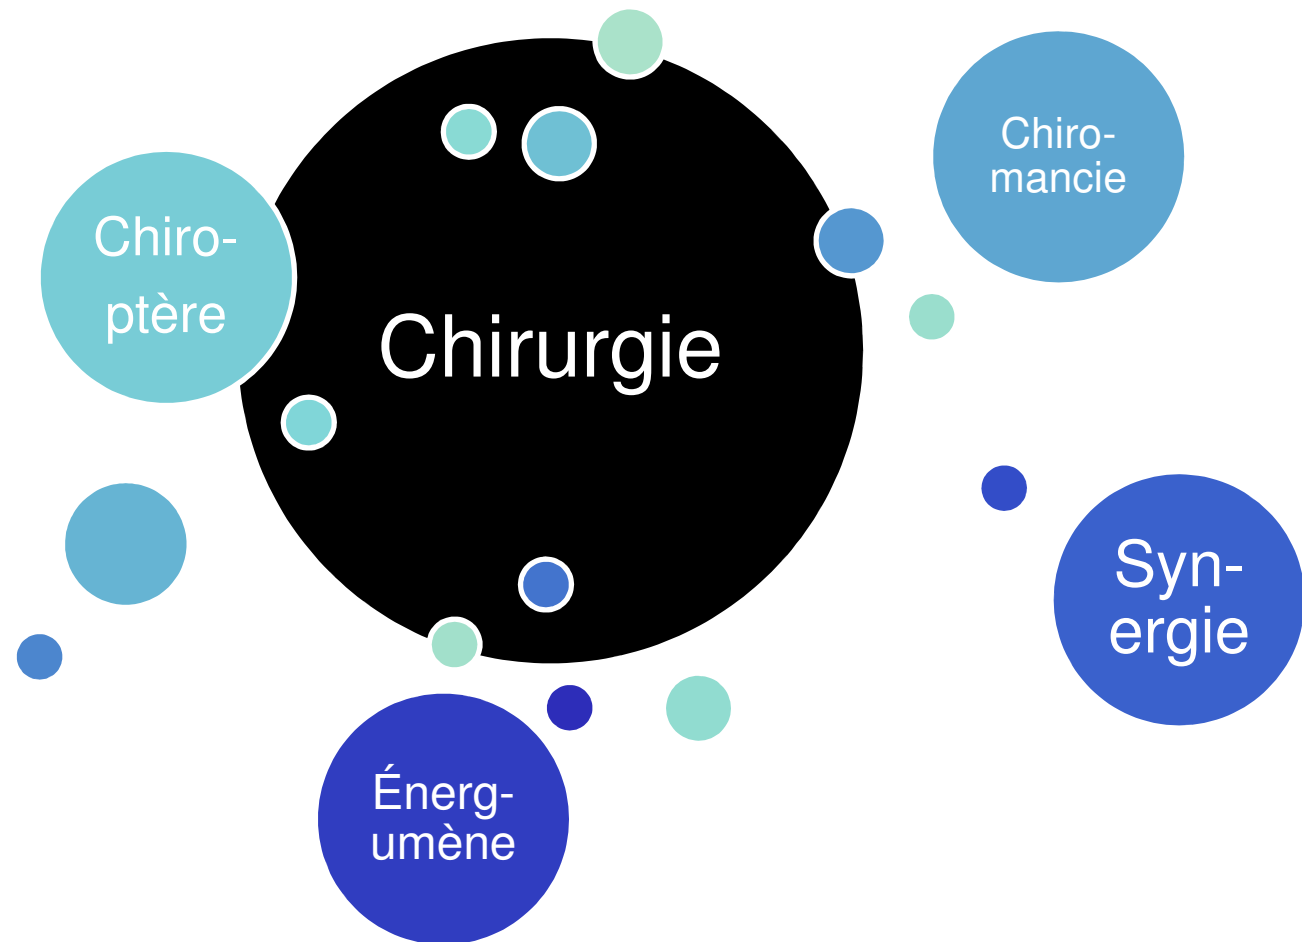 Chiro-
mancie
Chiro-
ptère
Chirurgie
Syn-
ergie
Énerg-
umène